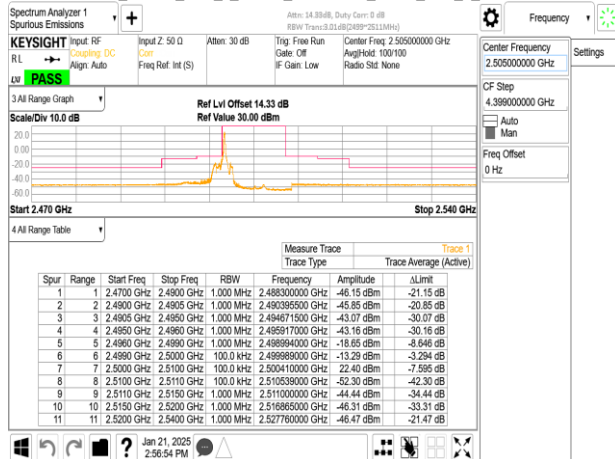 Spectrum Analyzer 1
Spurious Emissions
Attn: 14.33dB, Duty Corr: 0 dB
RBW Trans:3.01dB(2499~2511MHz)
Frequency
Settings
KEYSIGHT
RL
PASS
Input: RF
Coupling: DC
Align: Auto
Input Z: 50 Ω
Corr
Freq Ref: Int (S)
Atten: 30 dB
Trig: Free Run
Gate: Off
IF Gain: Low
Center Freq: 2.505000000 GHz
Avg|Hold: 100/100
Radio Std: None
Center Frequency
2.505000000 GHz
CF Step
4.399000000 GHz
Auto
Man
Freq Offset
0 Hz
3 All Range Graph
Scale/Div 10.0 dB
Ref Lvl Offset 14.33 dB
Ref Value 30.00 dBm
20.0
0.00
-20.0
-40.0
-60.0
Start 2.470 GHz
Stop 2.540 GHz
4 All Range Table
Measure Trace Trace 1
Trace Type Trace Average (Active)
Spur Range Start Freq Stop Freq RBW Frequency Amplitude ΔLimit
1 1 2.4700 GHz 2.4900 GHz 1.000 MHz 2.488300000 GHz -46.15 dBm -21.15 dB
2 2 2.4900 GHz 2.4905 GHz 1.000 MHz 2.490395500 GHz -45.85 dBm -20.85 dB
3 3 2.4905 GHz 2.4950 GHz 1.000 MHz 2.494671500 GHz -43.07 dBm -30.07 dB
4 4 2.4950 GHz 2.4960 GHz 1.000 MHz 2.495917000 GHz -43.16 dBm -30.16 dB
5 5 2.4960 GHz 2.4990 GHz 1.000 MHz 2.498994000 GHz -18.65 dBm -8.646 dB
6 6 2.4990 GHz 2.5000 GHz 100.0 kHz 2.499989000 GHz -13.29 dBm -3.294 dB
7 7 2.5000 GHz 2.5100 GHz 100.0 kHz 2.500410000 GHz 22.40 dBm -7.595 dB
8 8 2.5100 GHz 2.5110 GHz 100.0 kHz 2.510539000 GHz -52.30 dBm -42.30 dB
9 9 2.5110 GHz 2.5150 GHz 1.000 MHz 2.511000000 GHz -44.44 dBm -34.44 dB
10 10 2.5150 GHz 2.5200 GHz 1.000 MHz 2.516865000 GHz -46.31 dBm -33.31 dB
11 11 2.5200 GHz 2.5400 GHz 1.000 MHz 2.527760000 GHz -46.47 dBm -21.47 dB
?
Jan 21, 2025
2:56:54 PM